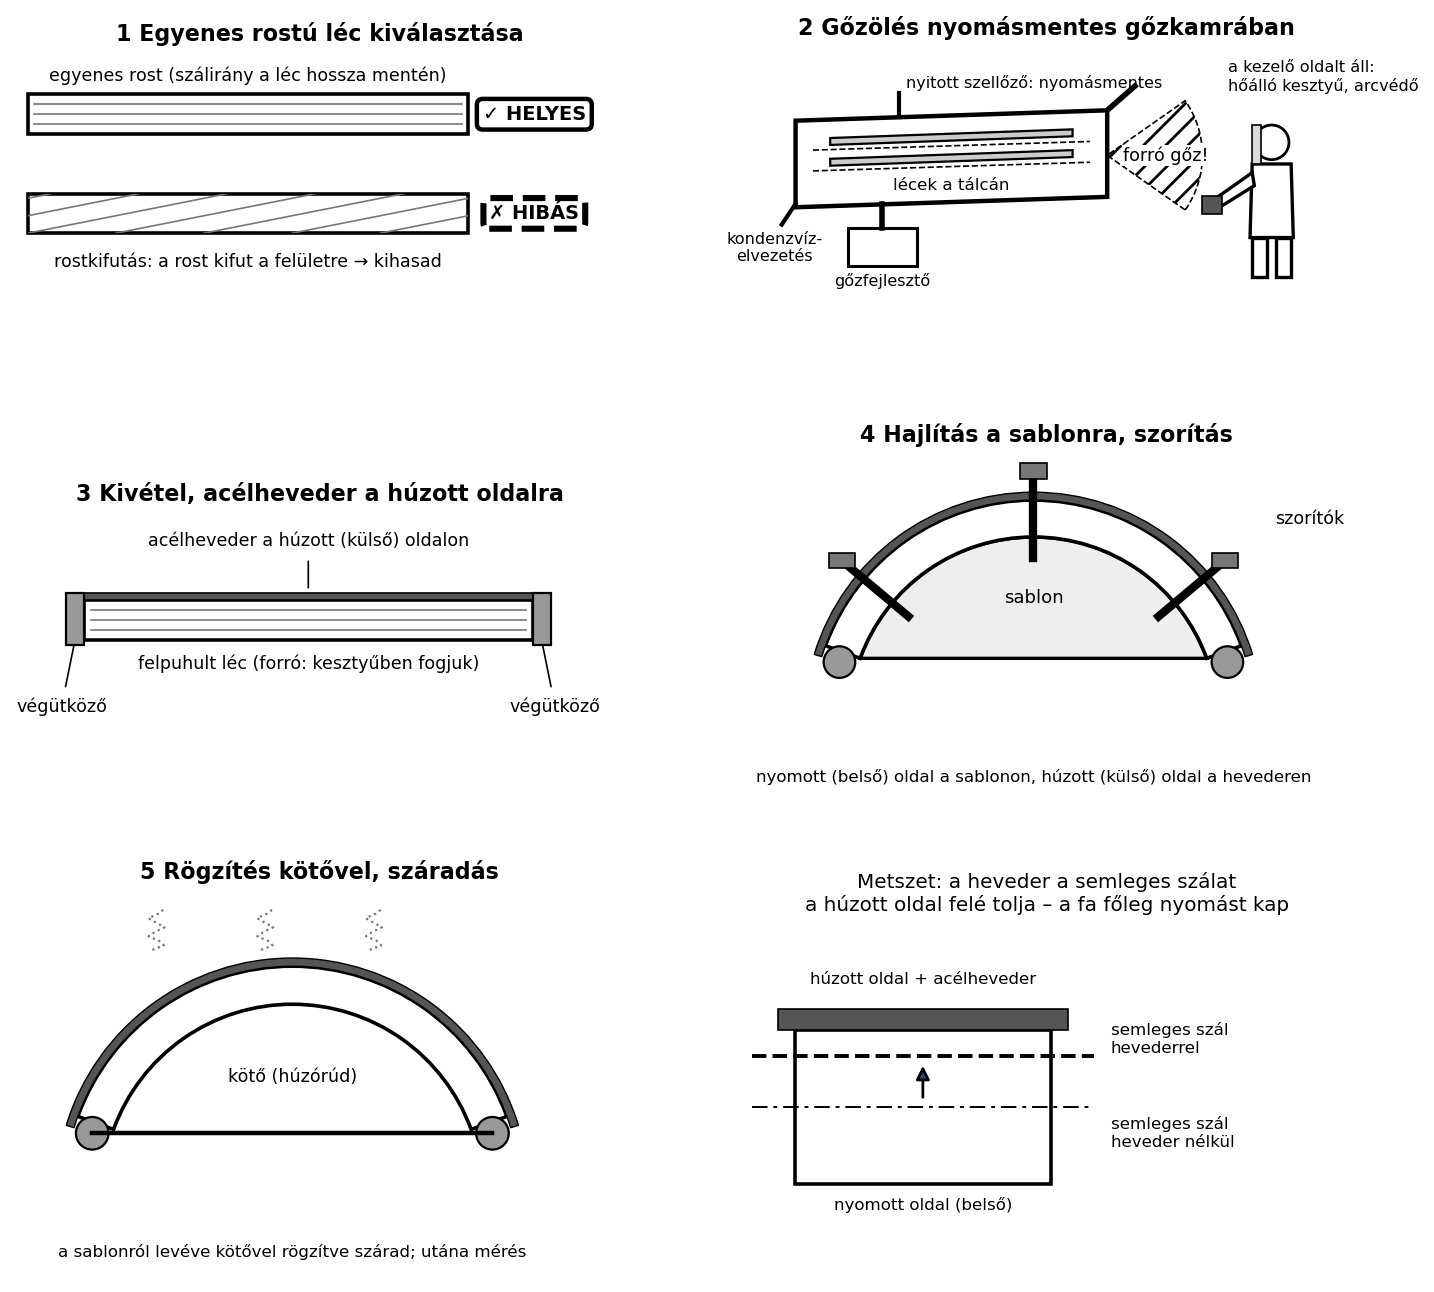 1 Egyenes rostú léc kiválasztása
egyenes rost (szálirány a léc hossza mentén)
✓ HELYES
✗ HIBÁS
rostkifutás: a rost kifut a felületre → kihasad
2 Gőzölés nyomásmentes gőzkamrában
a kezelő oldalt áll:
hőálló kesztyű, arcvédő
nyitott szellőző: nyomásmentes
forró gőz!
lécek a tálcán
kondenzvíz-
elvezetés
gőzfejlesztő
3 Kivétel, acélheveder a húzott oldalra
acélheveder a húzott (külső) oldalon
felpuhult léc (forró: kesztyűben fogjuk)
végütköző
végütköző
4 Hajlítás a sablonra, szorítás
szorítók
sablon
nyomott (belső) oldal a sablonon, húzott (külső) oldal a hevederen
5 Rögzítés kötővel, száradás
kötő (húzórúd)
a sablonról levéve kötővel rögzítve szárad; utána mérés
Metszet: a heveder a semleges szálat
a húzott oldal felé tolja – a fa főleg nyomást kap
húzott oldal + acélheveder
semleges szál
hevederrel
semleges szál
heveder nélkül
nyomott oldal (belső)